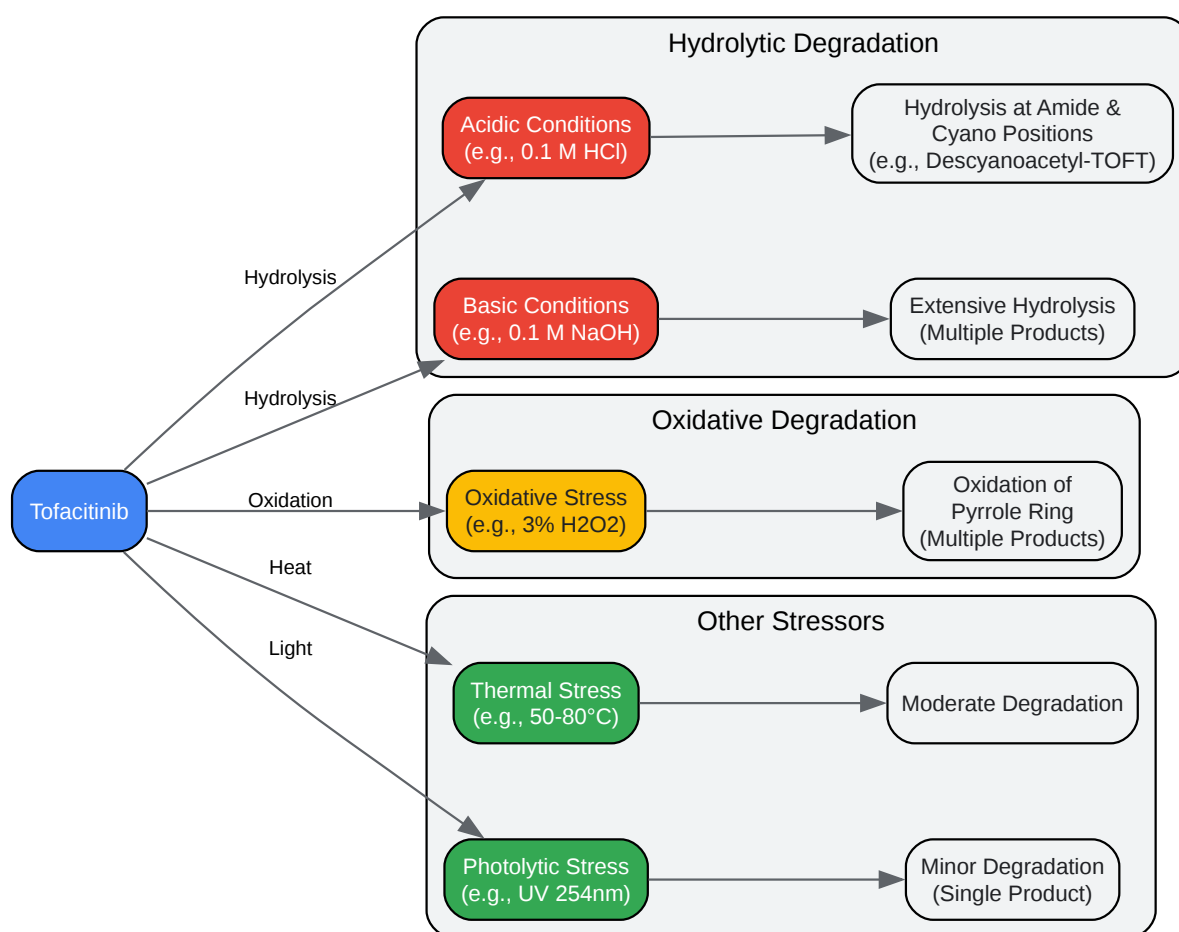 Hydrolytic Degradation
Acidic Conditions
(e.g., 0.1 M HCl)
Hydrolysis at Amide &
Cyano Positions
(e.g., Descyanoacetyl-TOFT)
Hydrolysis
Basic Conditions
(e.g., 0.1 M NaOH)
Extensive Hydrolysis
(Multiple Products)
Hydrolysis
Oxidative Degradation
Tofacitinib
Oxidation
Oxidative Stress
(e.g., 3% H2O2)
Oxidation of
Pyrrole Ring
(Multiple Products)
Heat
Other Stressors
Light
Thermal Stress
(e.g., 50-80°C)
Moderate Degradation
Photolytic Stress
(e.g., UV 254nm)
Minor Degradation
(Single Product)